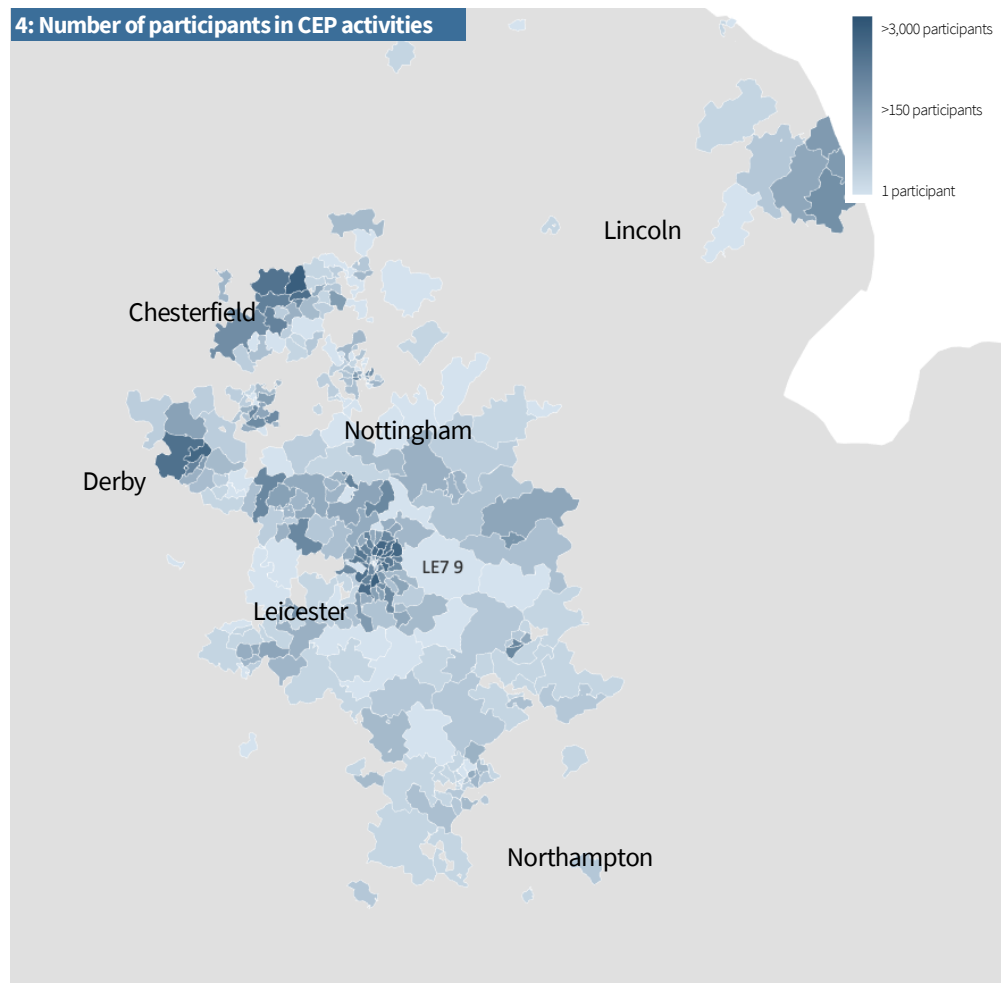 4: Number of participants in CEP activities
>3,000 participants
>150 participants
1 participant
Lincoln
Chesterfield
Nottingham
Derby
LE7 9
Leicester
Northampton